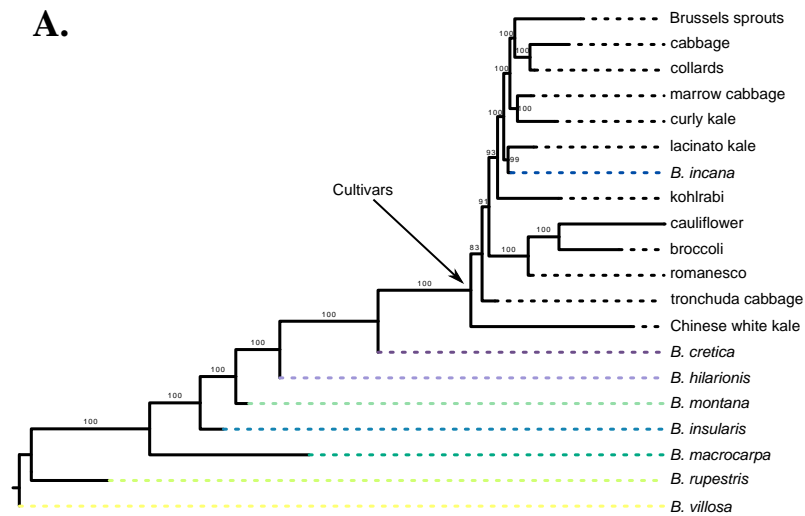 A.
Brussels sprouts
100
cabbage
100
collards
100
marrow cabbage
100
100
curly kale
lacinato kale
93
99
B. incana
Cultivars
kohlrabi
91
cauliflower
100
broccoli
83
100
romanesco
100
tronchuda cabbage
100
Chinese white kale
100
B. cretica
B. hilarionis
100
B. montana
100
B. insularis
B. macrocarpa
B. rupestris
B. villosa